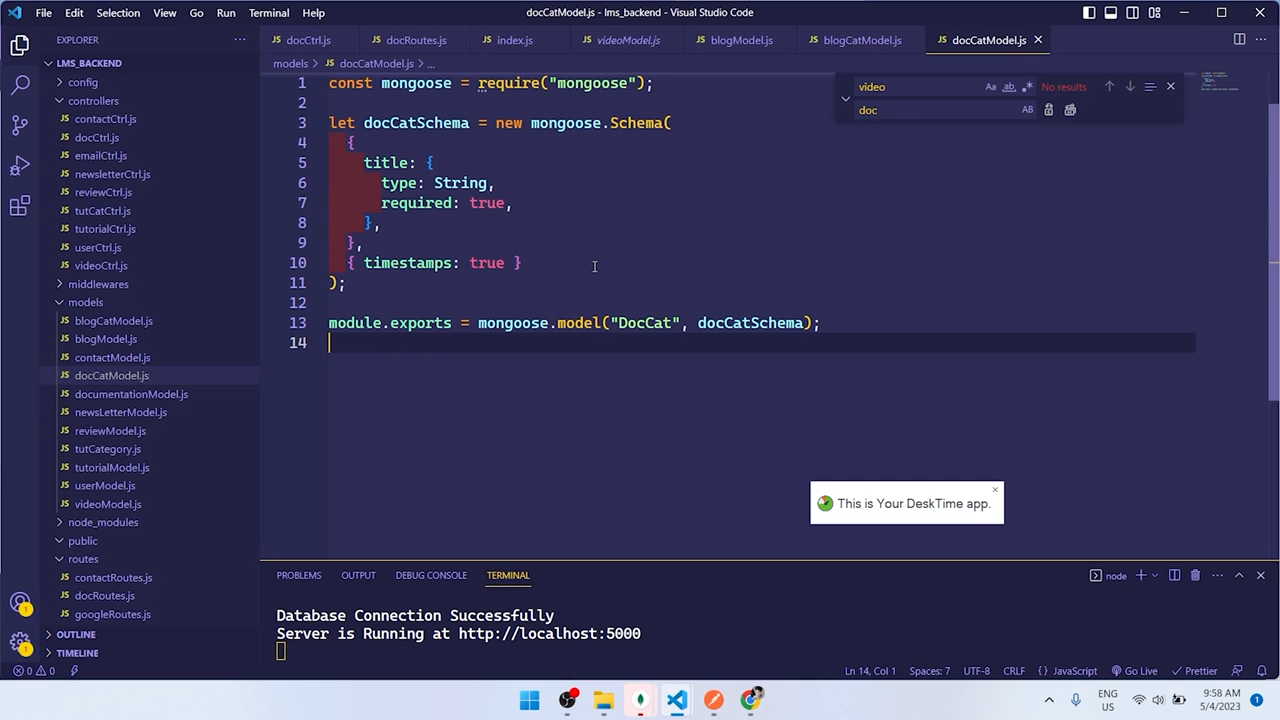 File Edit Selection View Go Run Terminal Help
docCatModel.js - lms_backend - Visual Studio Code
EXPLORER
LMS_BACKEND
config
controllers
contactCtrl.js
docCtrl.js
emailCtrl.js
newsletterCtrl.js
reviewCtrl.js
tutCatCtrl.js
tutorialCtrl.js
userCtrl.js
videoCtrl.js
middlewares
models
blogCatModel.js
blogModel.js
contactModel.js
docCatModel.js
documentationModel.js
newsLetterModel.js
reviewModel.js
tutCategory.js
tutorialModel.js
userModel.js
videoModel.js
node_modules
public
routes
contactRoutes.js
docRoutes.js
googleRoutes.js
OUTLINE
TIMELINE
docCtrl.js docRoutes.js index.js videoModel.js blogModel.js blogCatModel.js docCatModel.js
models > docCatModel.js > ...
video Aa ab .* No results
doc AB
1 const mongoose = require("mongoose");
2
3 let docCatSchema = new mongoose.Schema(
4 {
5 title: {
6 type: String,
7 required: true,
8 },
9 },
10 { timestamps: true }
11 );
12
13 module.exports = mongoose.model("DocCat", docCatSchema);
14
This is Your DeskTime app.
PROBLEMS OUTPUT DEBUG CONSOLE TERMINAL
node
Database Connection Successfully
Server is Running at http://localhost:5000
0 0
Ln 14, Col 1 Spaces: 7 UTF-8 CRLF {} JavaScript Go Live Prettier
ENG
US
9:58 AM
5/4/2023
1